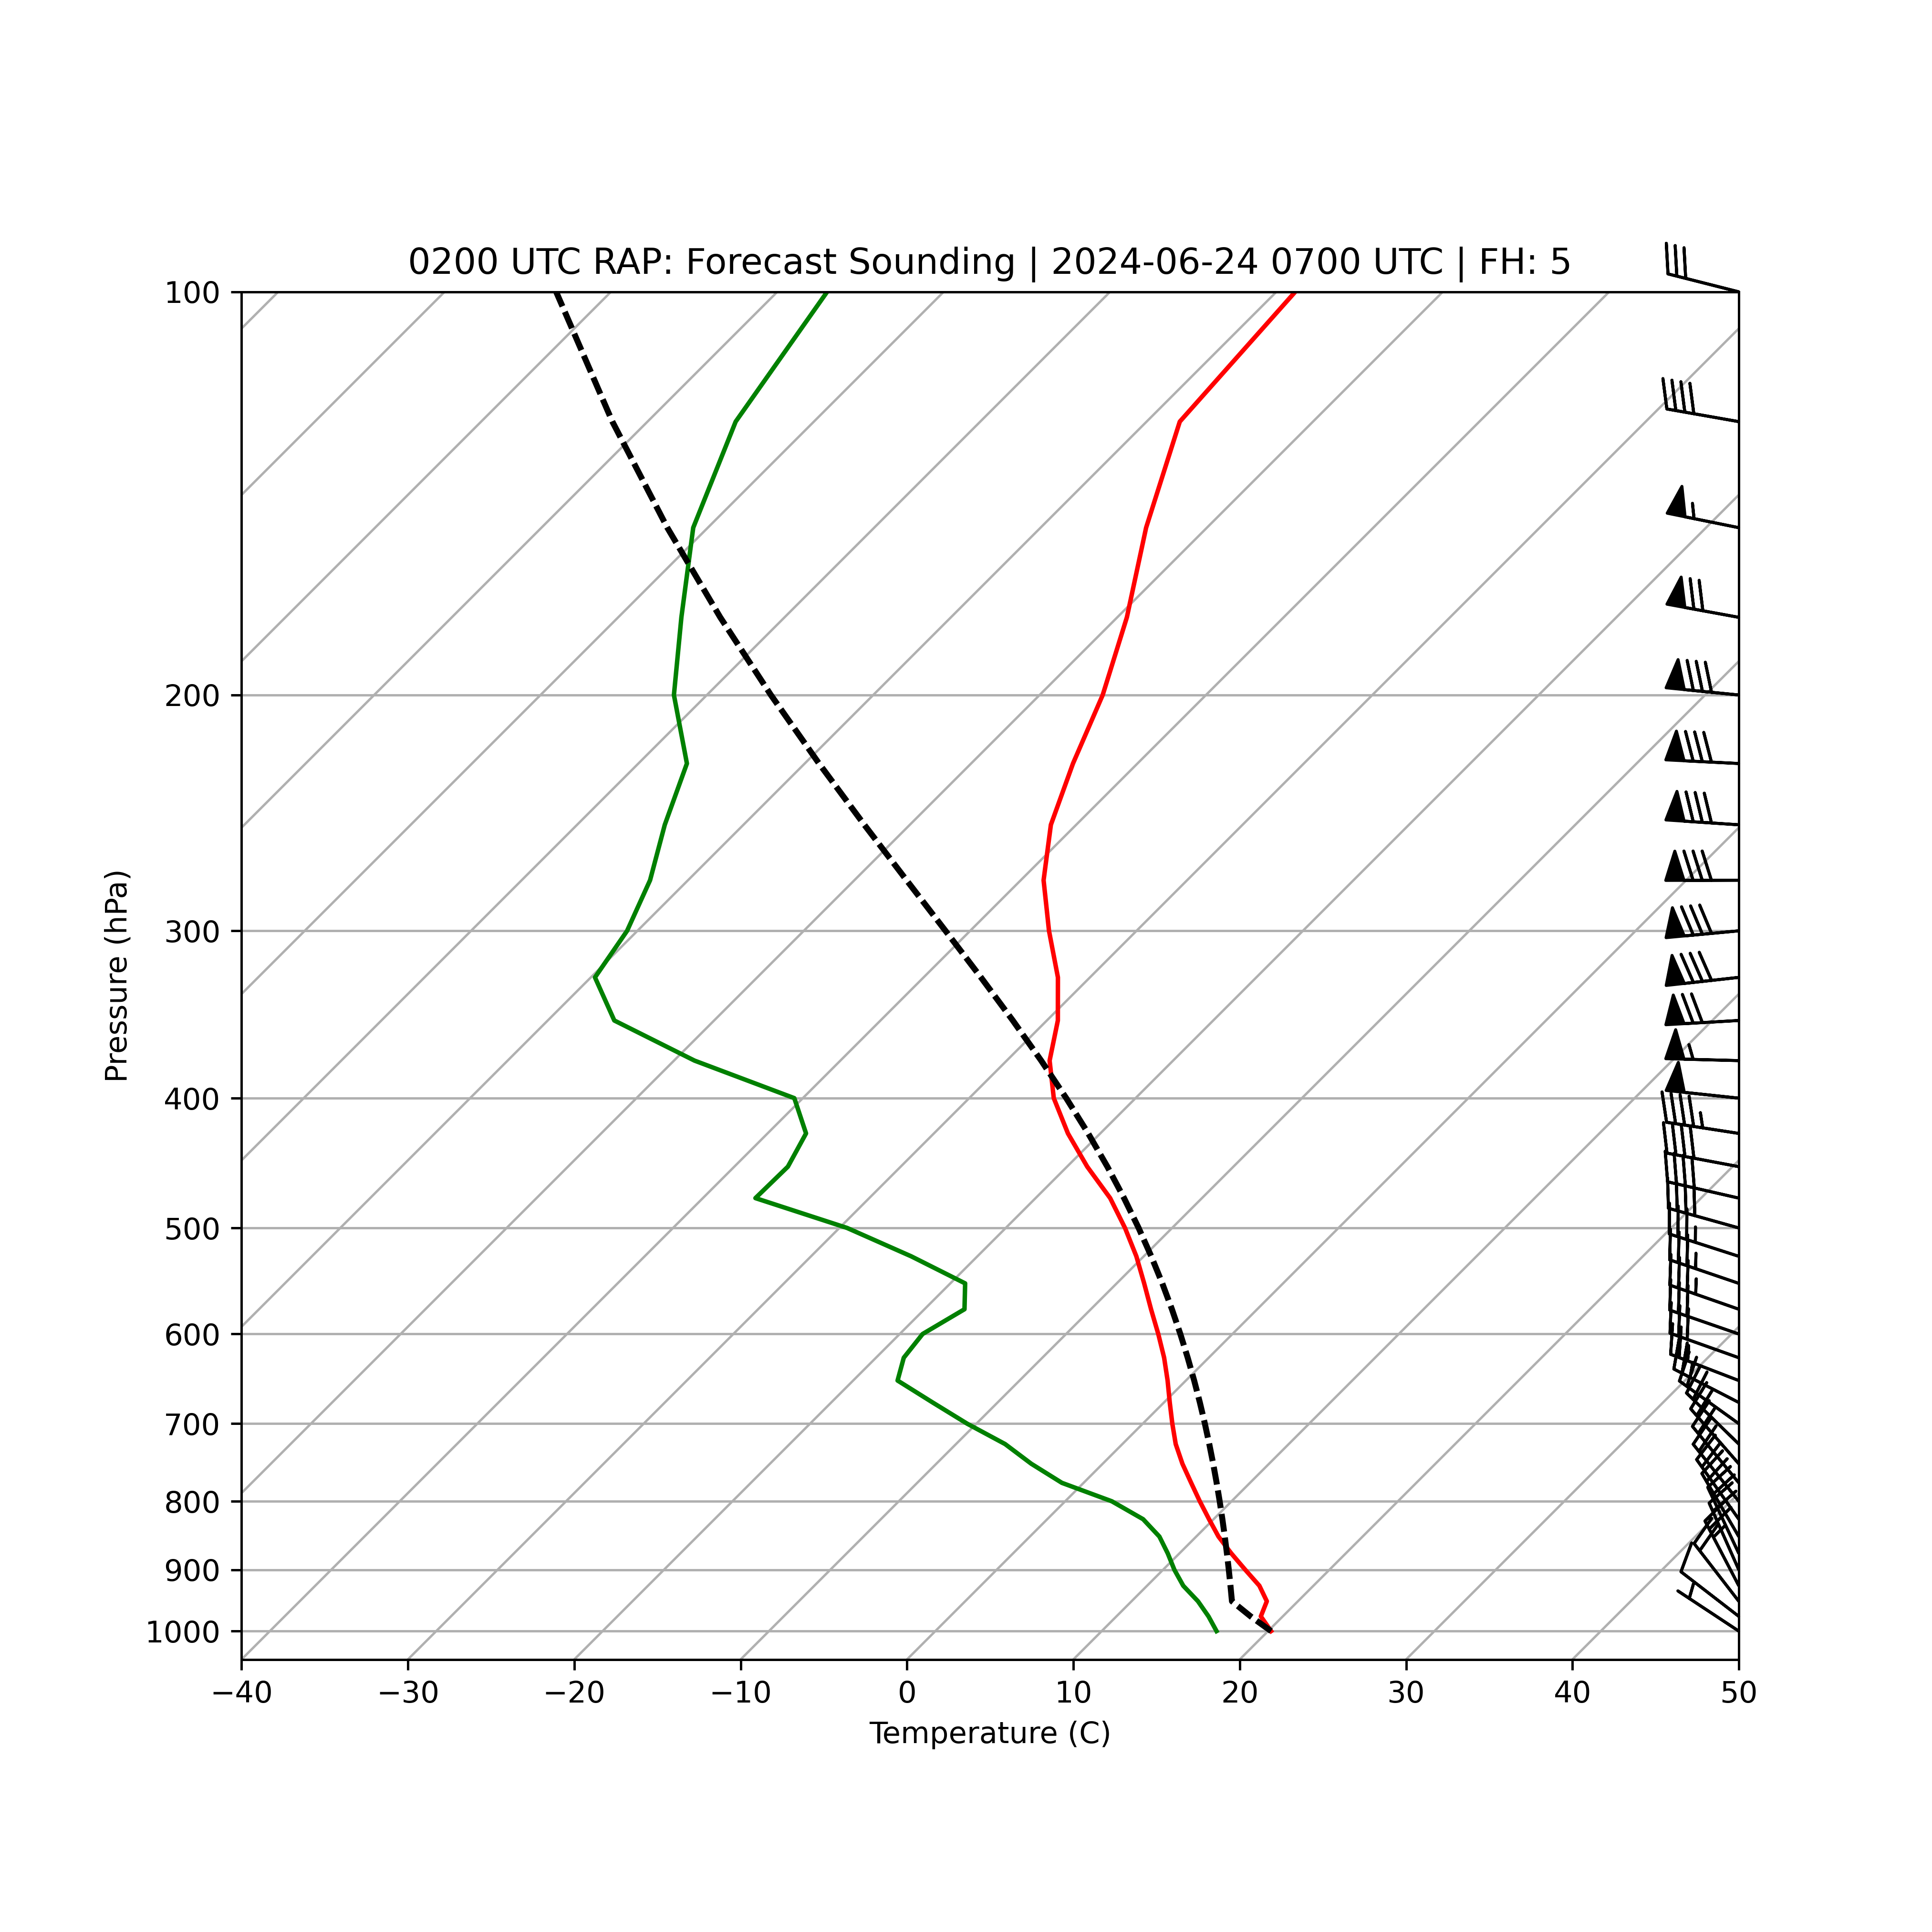 0200 UTC RAP: Forecast Sounding | 2024-06-24 0700 UTC | FH: 5
100
200
300
400
500
600
700
800
900
1000
Pressure (hPa)
−40 −30 −20 −10 0 10 20 30 40 50
Temperature (C)